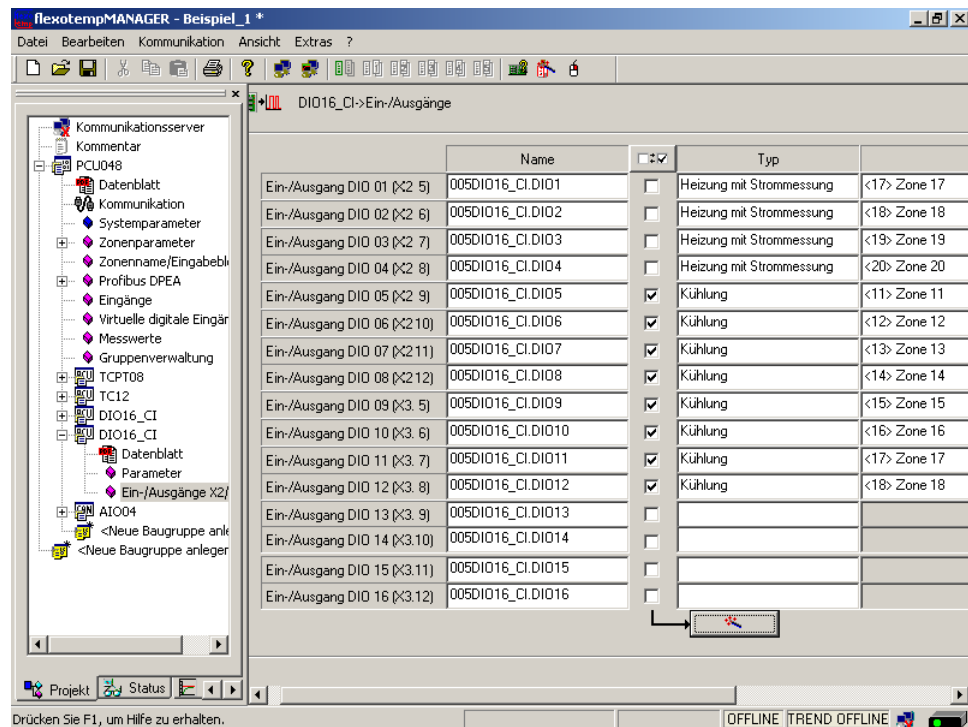 flexotempMANAGER - Beispiel_1 *
Datei Bearbeiten Kommunikation Ansicht Extras ?
DIO16_CI->Ein-/Ausgänge
Kommunikationsserver
Kommentar
PCU048
Datenblatt
Kommunikation
Systemparameter
Zonenparameter
Zonenname/Eingabeblo
Profibus DPEA
Eingänge
Virtuelle digitale Eingär
Messwerte
Gruppenverwaltung
TCPT08
TC12
DIO16_CI
DIO16_CI
Datenblatt
Parameter
Ein-/Ausgänge X2/
AIO04
<Neue Baugruppe anle
<Neue Baugruppe anleger
Name Typ
Ein-/Ausgang DIO 01 (X2 5) 005DIO16_CI.DIO1 Heizung mit Strommessung <17> Zone 17
Ein-/Ausgang DIO 02 (X2 6) 005DIO16_CI.DIO2 Heizung mit Strommessung <18> Zone 18
Ein-/Ausgang DIO 03 (X2 7) 005DIO16_CI.DIO3 Heizung mit Strommessung <19> Zone 19
Ein-/Ausgang DIO 04 (X2 8) 005DIO16_CI.DIO4 Heizung mit Strommessung <20> Zone 20
Ein-/Ausgang DIO 05 (X2 9) 005DIO16_CI.DIO5 Kühlung <11> Zone 11
Ein-/Ausgang DIO 06 (X2 10) 005DIO16_CI.DIO6 Kühlung <12> Zone 12
Ein-/Ausgang DIO 07 (X2 11) 005DIO16_CI.DIO7 Kühlung <13> Zone 13
Ein-/Ausgang DIO 08 (X2 12) 005DIO16_CI.DIO8 Kühlung <14> Zone 14
Ein-/Ausgang DIO 09 (X3. 5) 005DIO16_CI.DIO9 Kühlung <15> Zone 15
Ein-/Ausgang DIO 10 (X3. 6) 005DIO16_CI.DIO10 Kühlung <16> Zone 16
Ein-/Ausgang DIO 11 (X3. 7) 005DIO16_CI.DIO11 Kühlung <17> Zone 17
Ein-/Ausgang DIO 12 (X3. 8) 005DIO16_CI.DIO12 Kühlung <18> Zone 18
Ein-/Ausgang DIO 13 (X3. 9) 005DIO16_CI.DIO13
Ein-/Ausgang DIO 14 (X3.10) 005DIO16_CI.DIO14
Ein-/Ausgang DIO 15 (X3.11) 005DIO16_CI.DIO15
Ein-/Ausgang DIO 16 (X3.12) 005DIO16_CI.DIO16
Projekt Status
Drücken Sie F1, um Hilfe zu erhalten. OFFLINE TREND OFFLINE